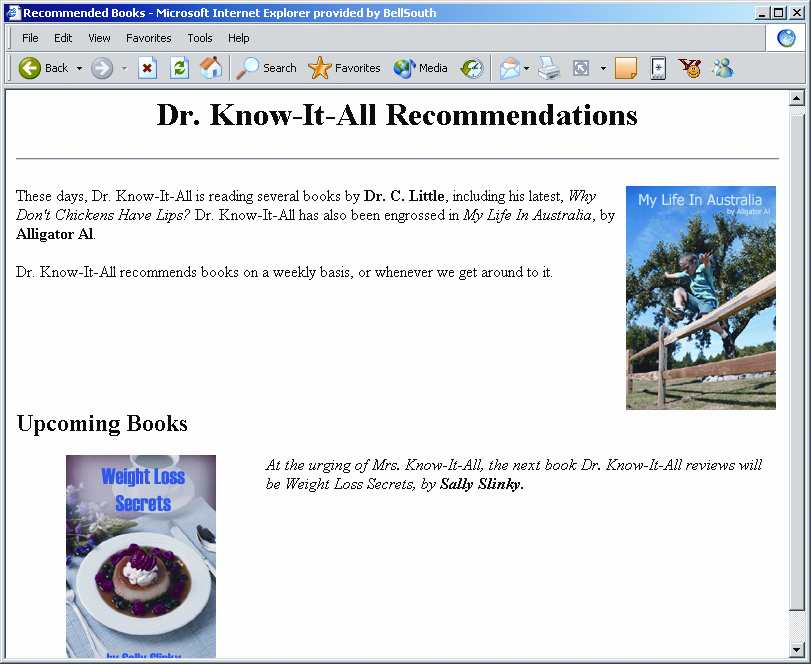 Recommended Books - Microsoft Internet Explorer provided by BellSouth
File Edit View Favorites Tools Help
Back Search Favorites Media
Dr. Know-It-All Recommendations
These days, Dr. Know-It-All is reading several books by Dr. C. Little, including his latest, Why
Don't Chickens Have Lips? Dr. Know-It-All has also been engrossed in My Life In Australia, by
Alligator Al.
Dr. Know-It-All recommends books on a weekly basis, or whenever we get around to it.
My Life In Australia
by Alligator Al
Upcoming Books
Weight Loss
Secrets
by Sally Slinky
At the urging of Mrs. Know-It-All, the next book Dr. Know-It-All reviews will
be Weight Loss Secrets, by Sally Slinky.